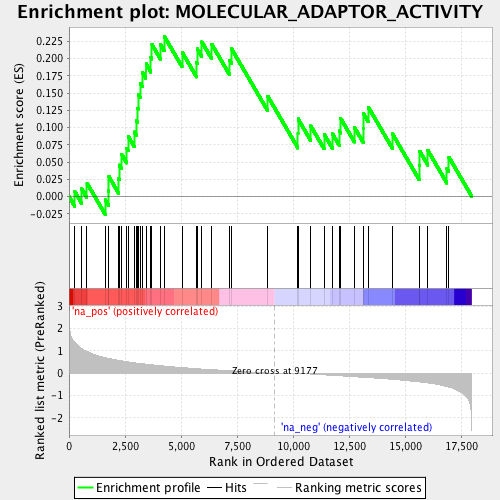 Enrichment plot: MOLECULAR_ADAPTOR_ACTIVITY
Enrichment score (ES)
0.225
0.200
0.175
0.150
0.125
0.100
0.075
0.050
0.025
0.000
-0.025
'na_pos' (positively correlated)
Ranked list metric (PreRanked)
3
2
1
0
-1
-2
Zero cross at 9177
'na_neg' (negatively correlated)
0
2,500
5,000
7,500
10,000
12,500
15,000
17,500
Rank in Ordered Dataset
Enrichment profile
Hits
Ranking metric scores